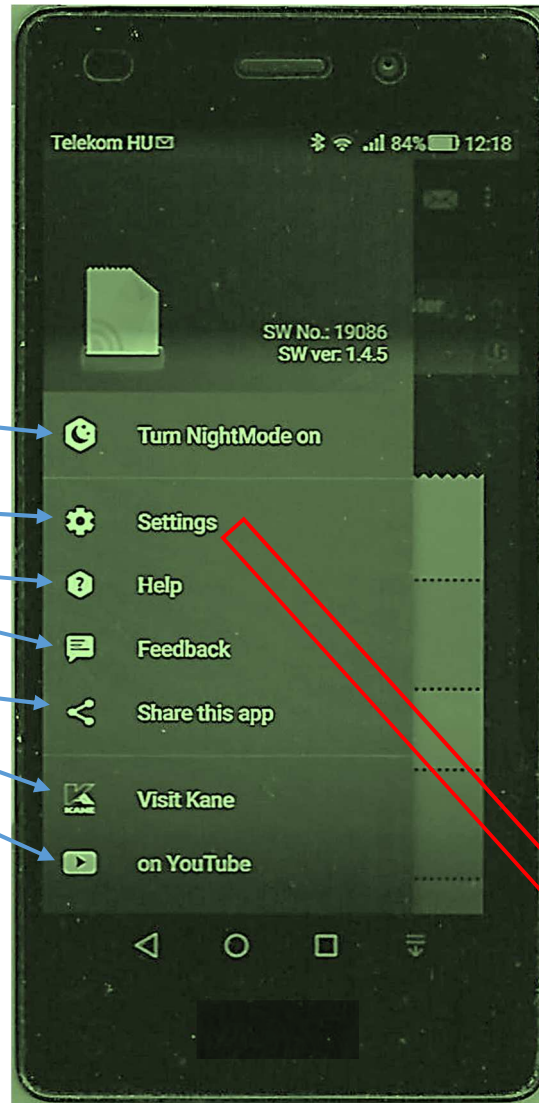 Telekom HU 84% 12:18
ter
SW No.: 19086
SW ver: 1.4.5
Turn NightMode on
Settings
?
Help
Feedback
Share this app
K
KANE
Visit Kane
on YouTube